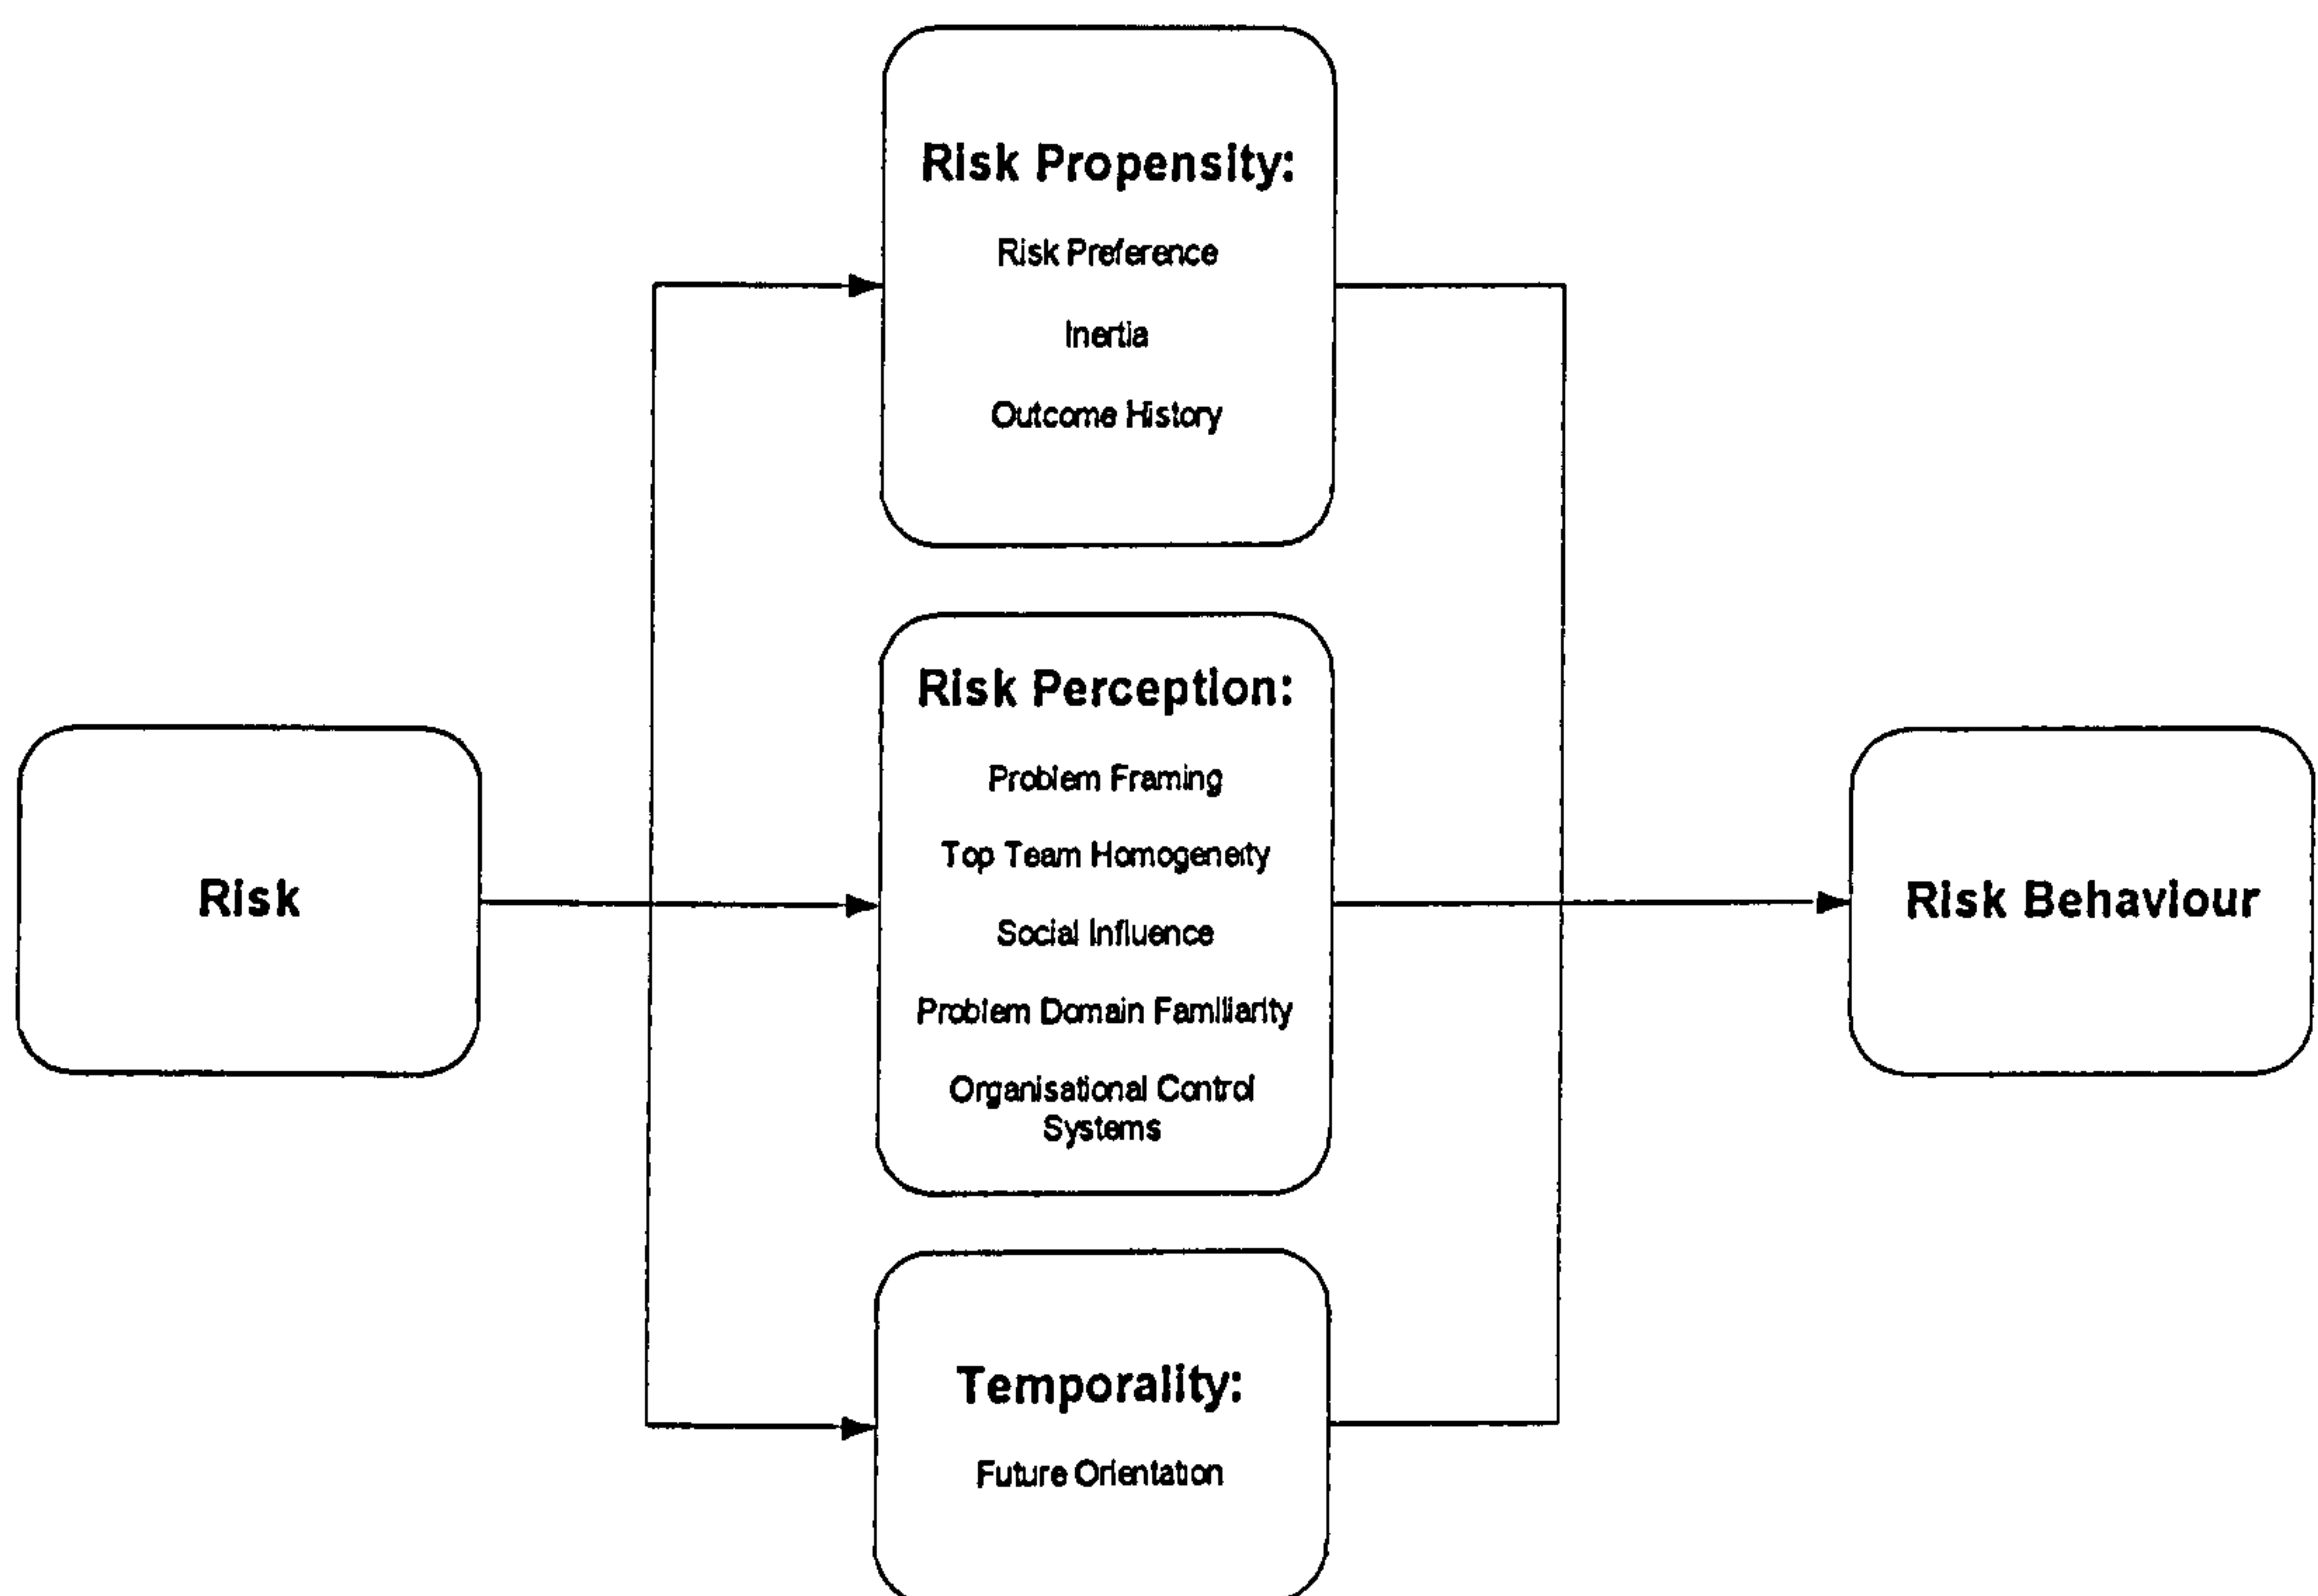 Risk Propensity:
Risk Preference
Inertia
Outcome History
Risk Perception:
Problem Framing
Top Team Homogeneity
Social Influence
Problem Domain Familiarity
Organisational Control
Systems
Risk
Risk Behaviour
Temporality:
Future Orientation